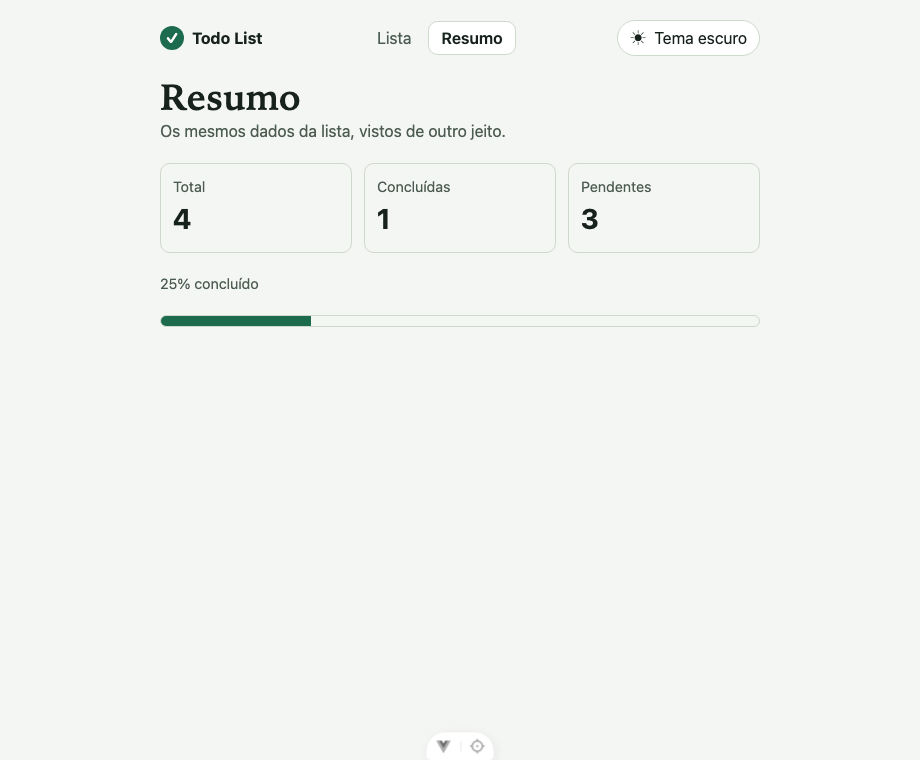 Todo List
Lista
Resumo
Tema escuro
Resumo
Os mesmos dados da lista, vistos de outro jeito.
Total
4
Concluídas
1
Pendentes
3
25% concluído